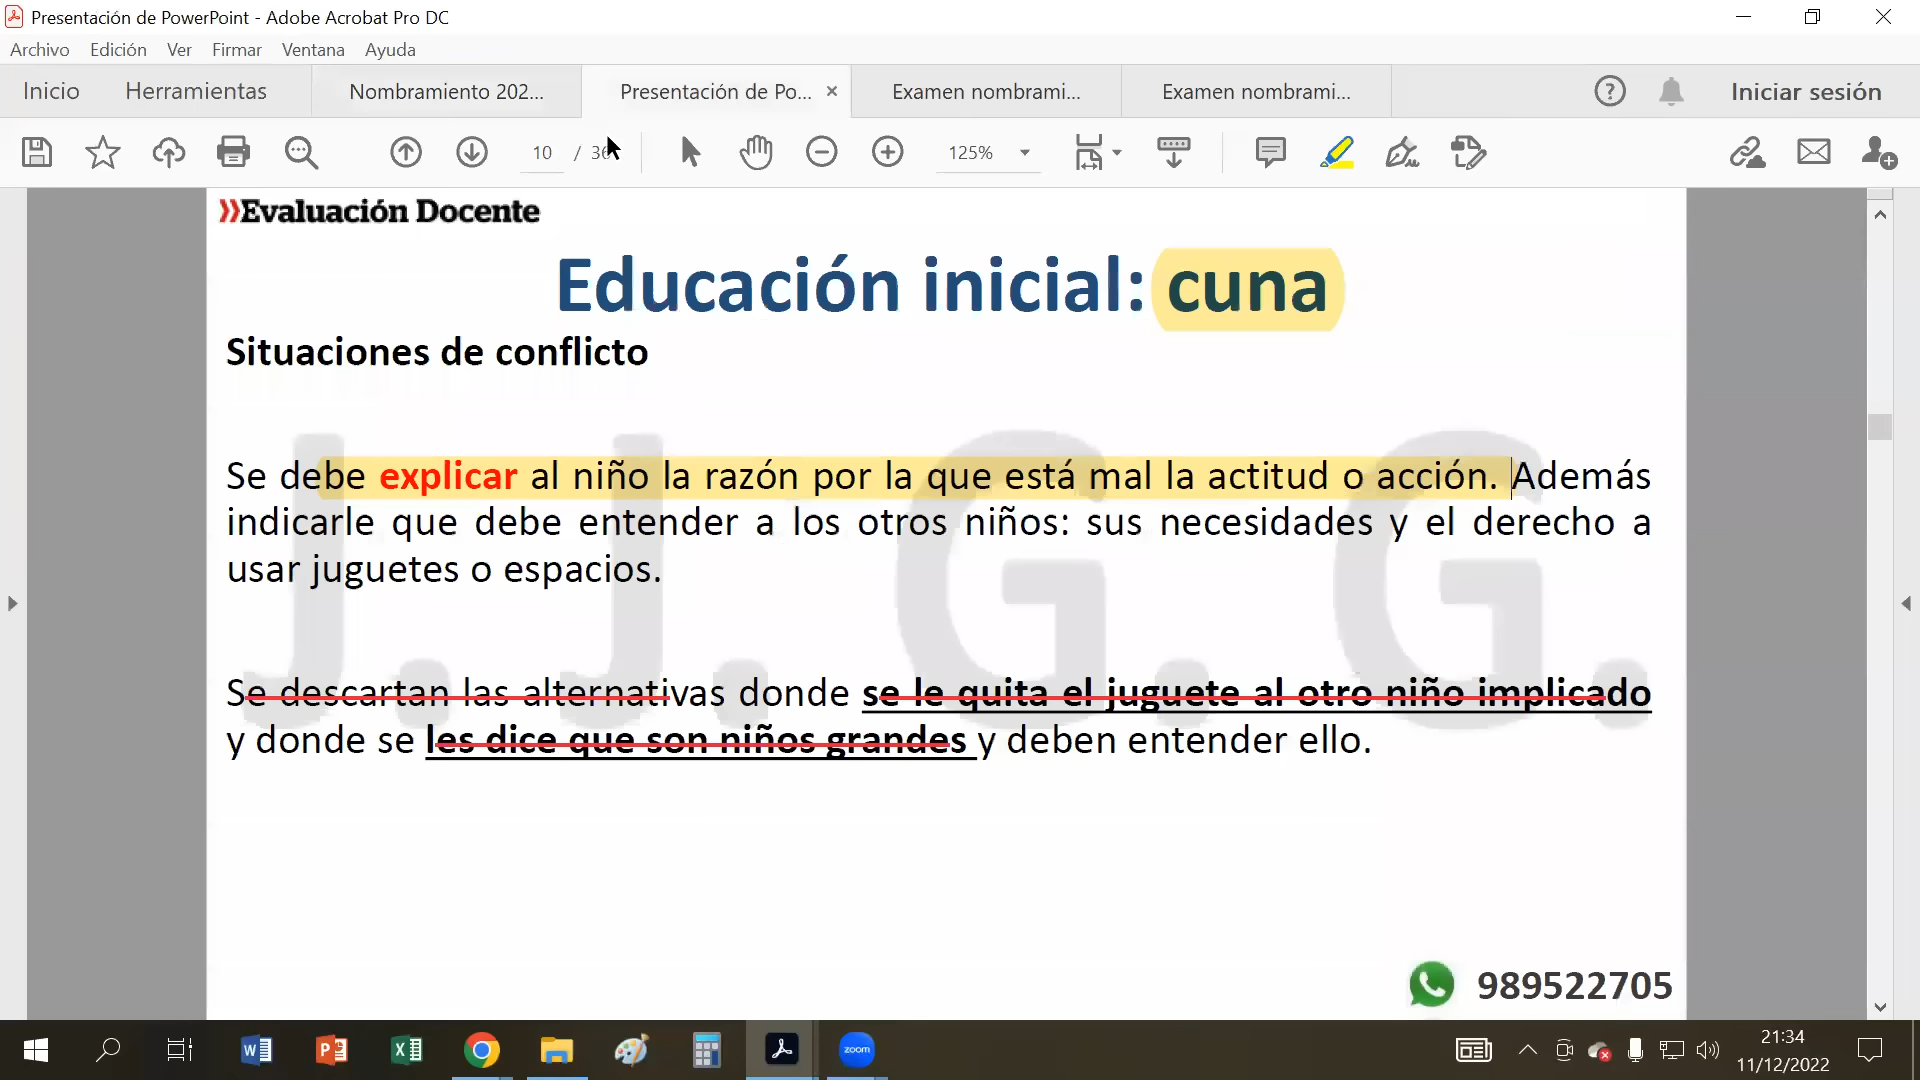 Presentación de PowerPoint - Adobe Acrobat Pro DC
Archivo Edición Ver Firmar Ventana Ayuda
Inicio Herramientas Nombramiento 202... Presentación de Po... × Examen nombrami... Examen nombrami... Iniciar sesión
10 / 36 125%
Evaluación Docente
Educación inicial: cuna
Situaciones de conflicto
Se debe explicar al niño la razón por la que está mal la actitud o acción. Además
indicarle que debe entender a los otros niños: sus necesidades y el derecho a
usar juguetes o espacios.
Se descartan las alternativas donde se le quita el juguete al otro niño implicado
y donde se les dice que son niños grandes y deben entender ello.
J. J. G. G.
989522705
zoom
21:34
11/12/2022